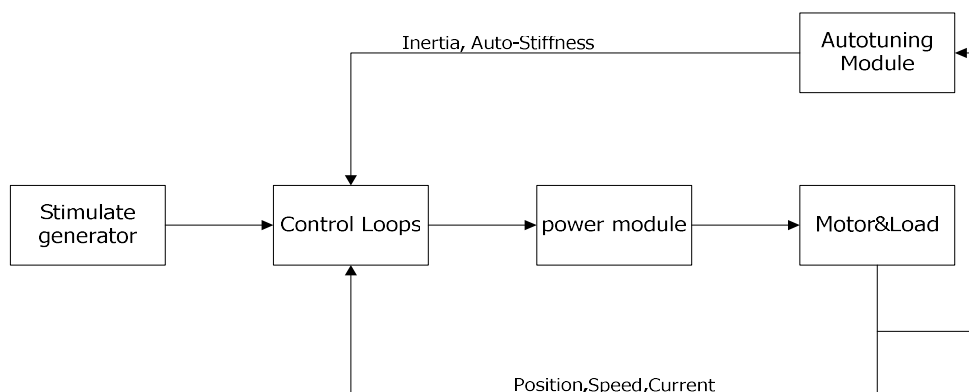 Inertia, Auto-Stiffness
Autotuning
Module
Stimulate
generator
Control Loops
power module
Motor&Load
Position,Speed,Current